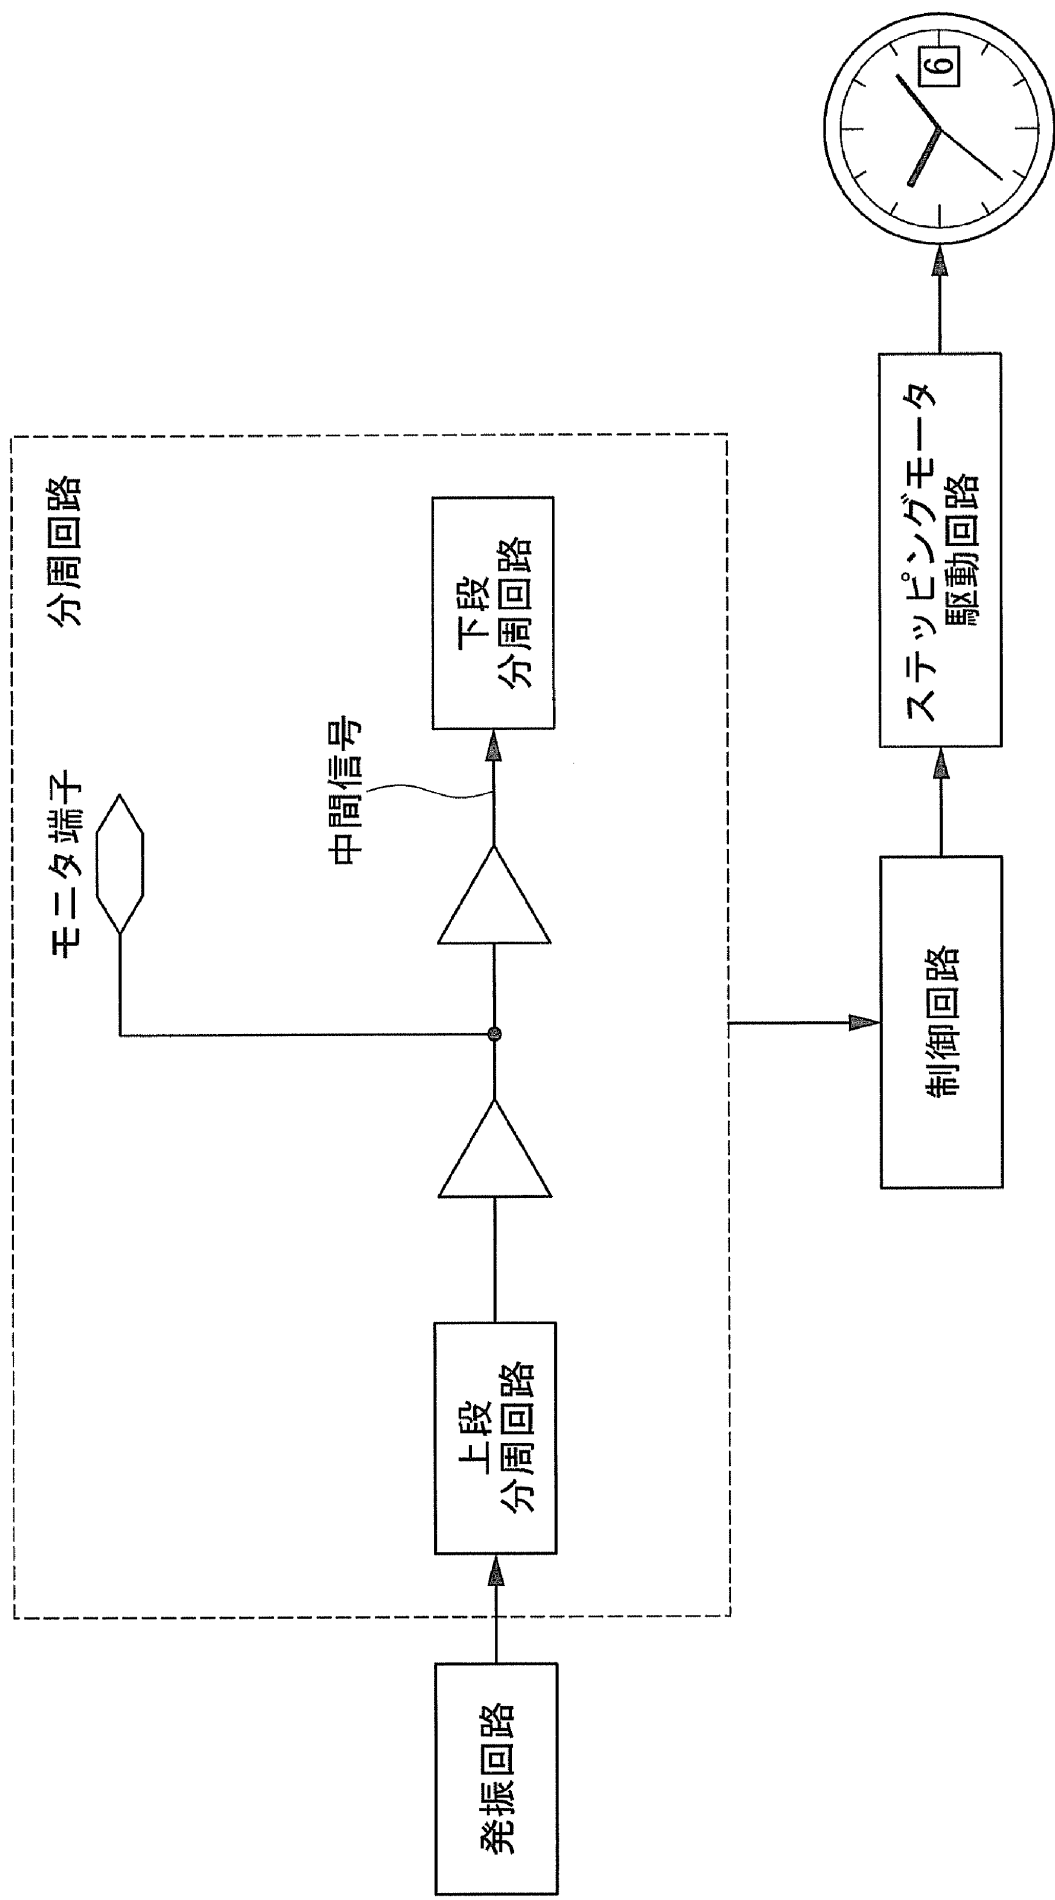 分周回路
モニタ端子
中間信号
発振回路
上段
分周回路
下段
分周回路
制御回路
ステッピングモータ
駆動回路
6